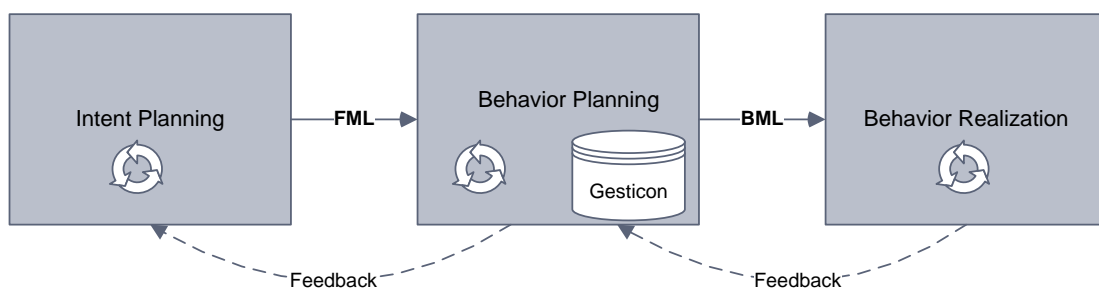 Intent Planning
FML
Behavior Planning
Gesticon
BML
Behavior Realization
Feedback
Feedback